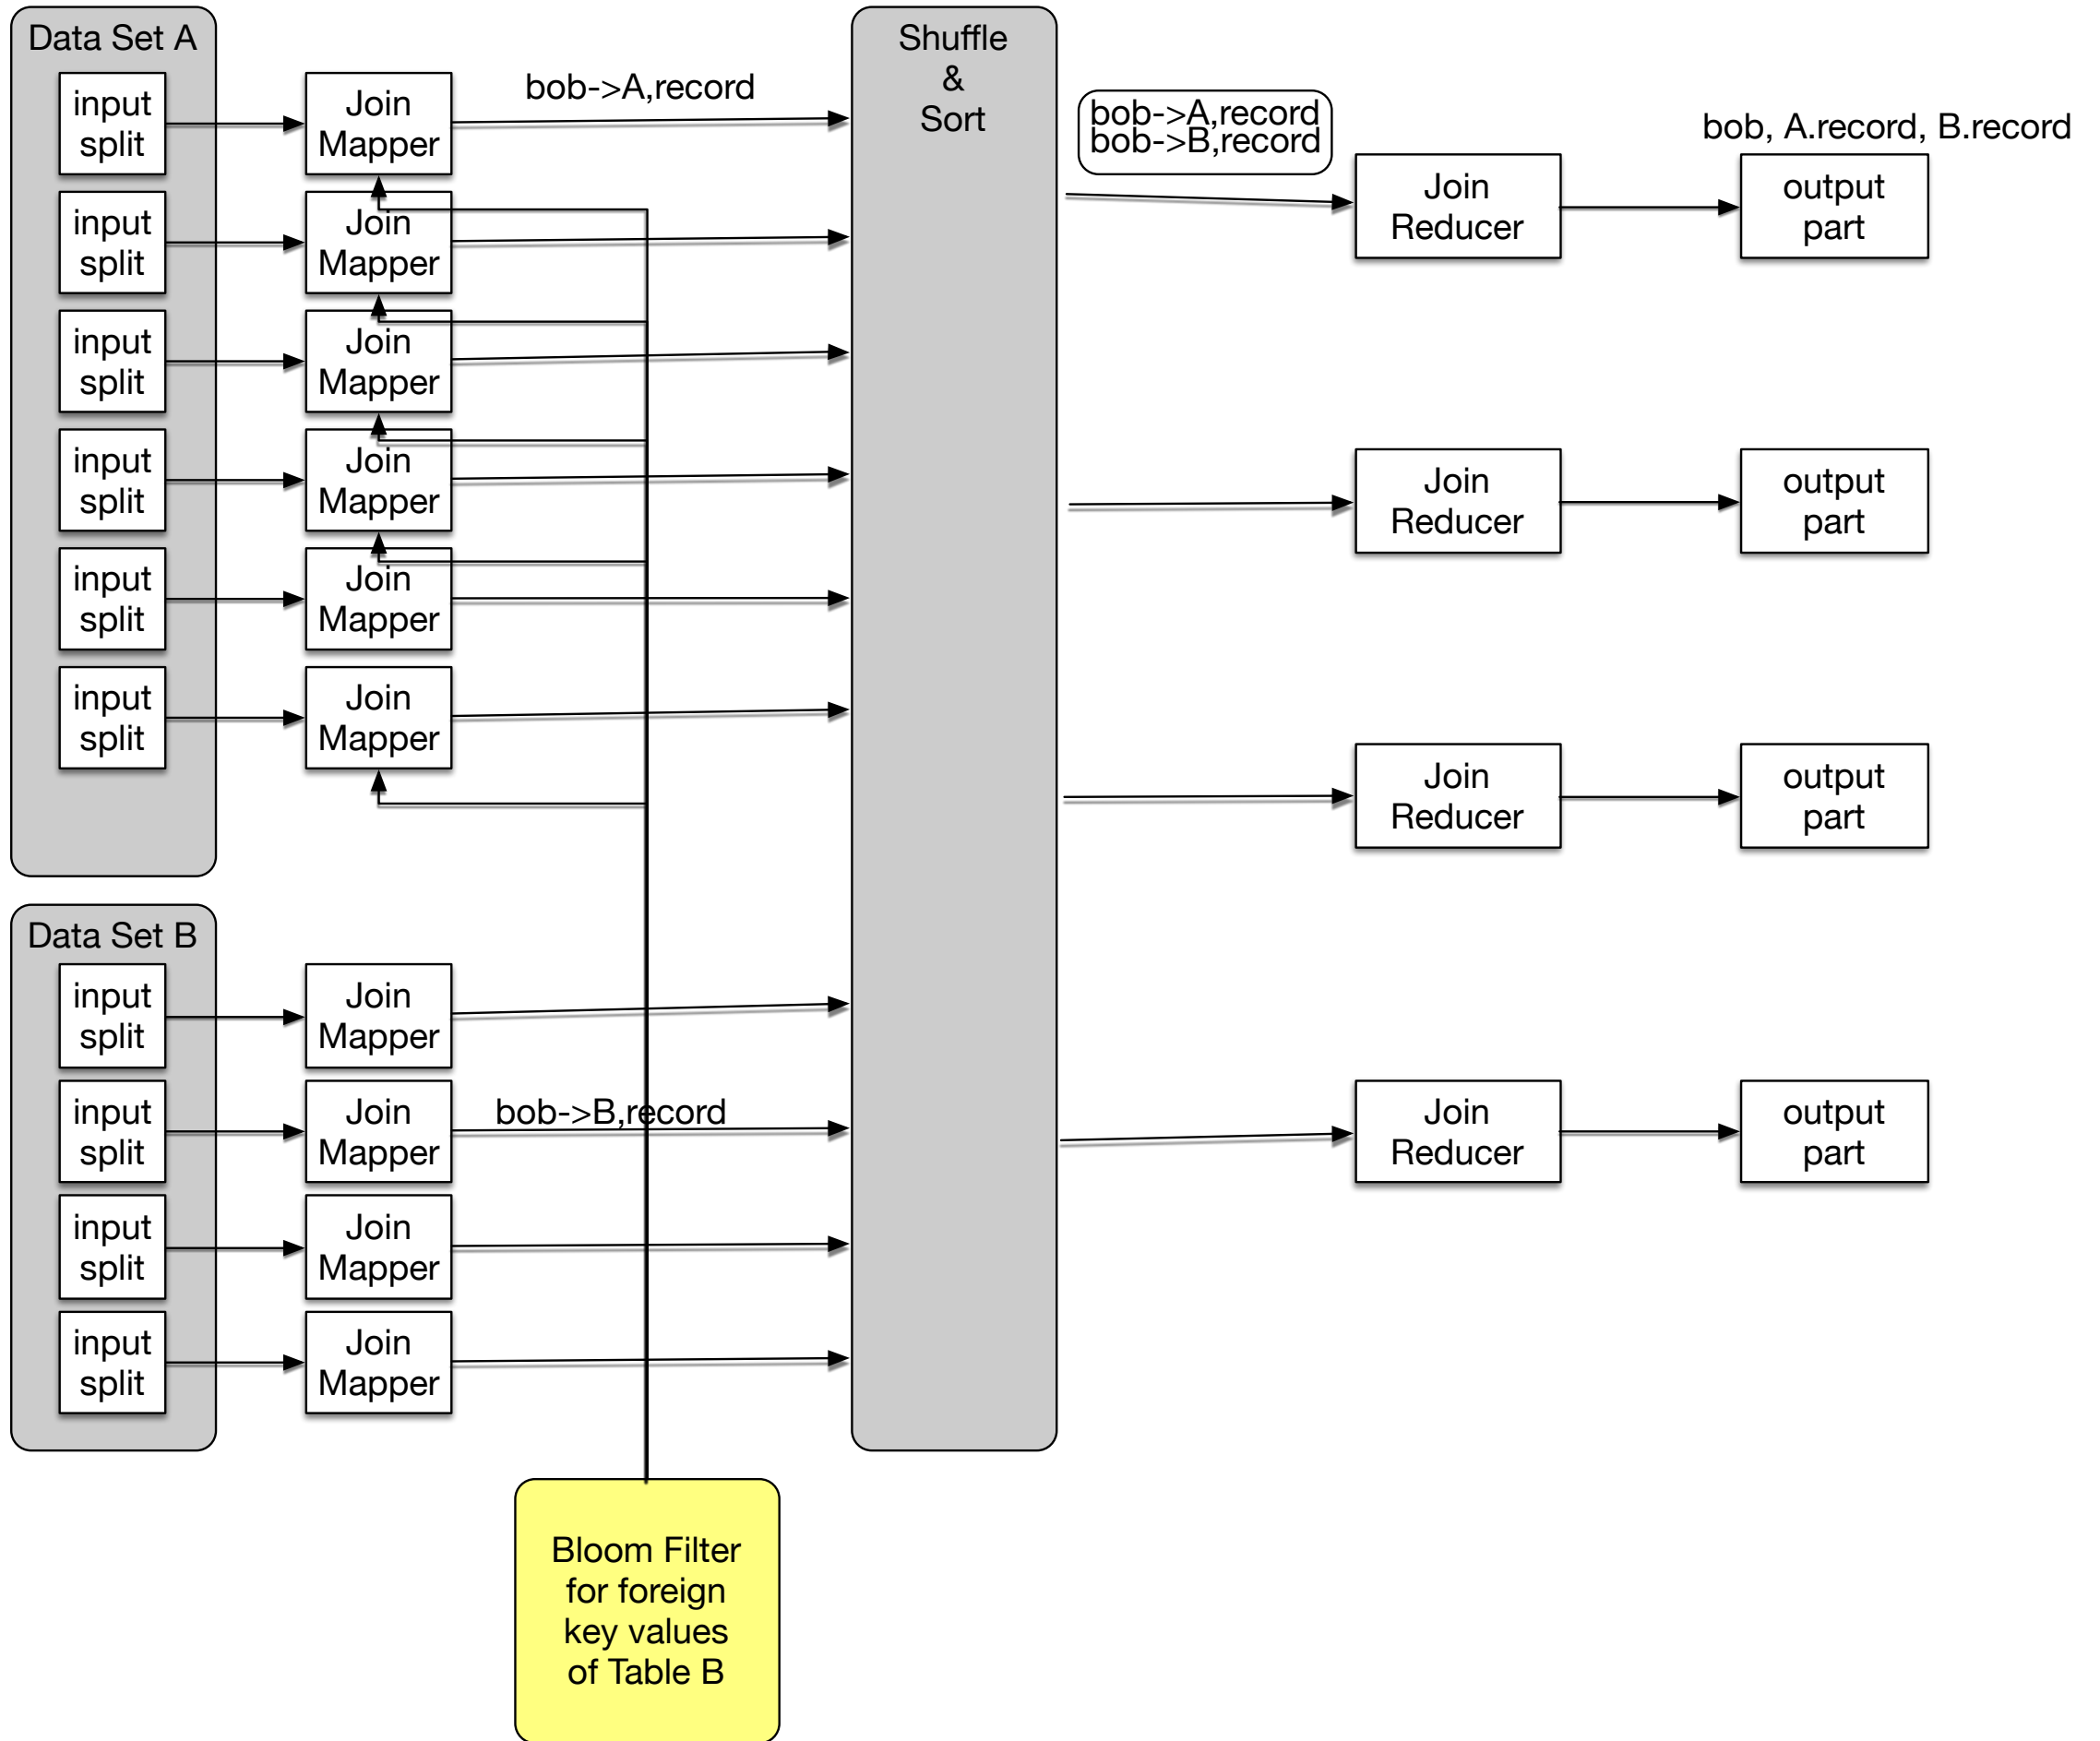 Data Set A
input
split
Join
Mapper
bob->A,record
input
split
Join
Mapper
input
split
Join
Mapper
input
split
Join
Mapper
input
split
Join
Mapper
input
split
Join
Mapper
Data Set B
input
split
Join
Mapper
input
split
Join
Mapper
bob->B,record
input
split
Join
Mapper
input
split
Join
Mapper
Bloom Filter
for foreign
key values
of Table B
Shuffle
&
Sort
bob->A,record
bob->B,record
Join
Reducer
bob, A.record, B.record
output
part
Join
Reducer
output
part
Join
Reducer
output
part
Join
Reducer
output
part